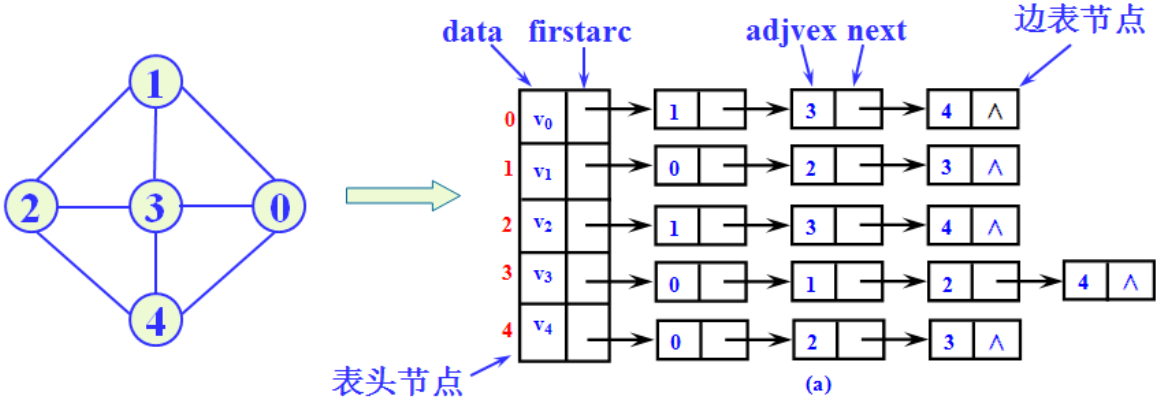 data firstarc
adjvex next
边表节点
1
2 3 0
4
0 v0 1 3 4 ∧
1 v1 0 2 3 ∧
2 v2 1 3 4 ∧
3 v3 0 1 2 4 ∧
4 v4 0 2 3 ∧
表头节点
(a)